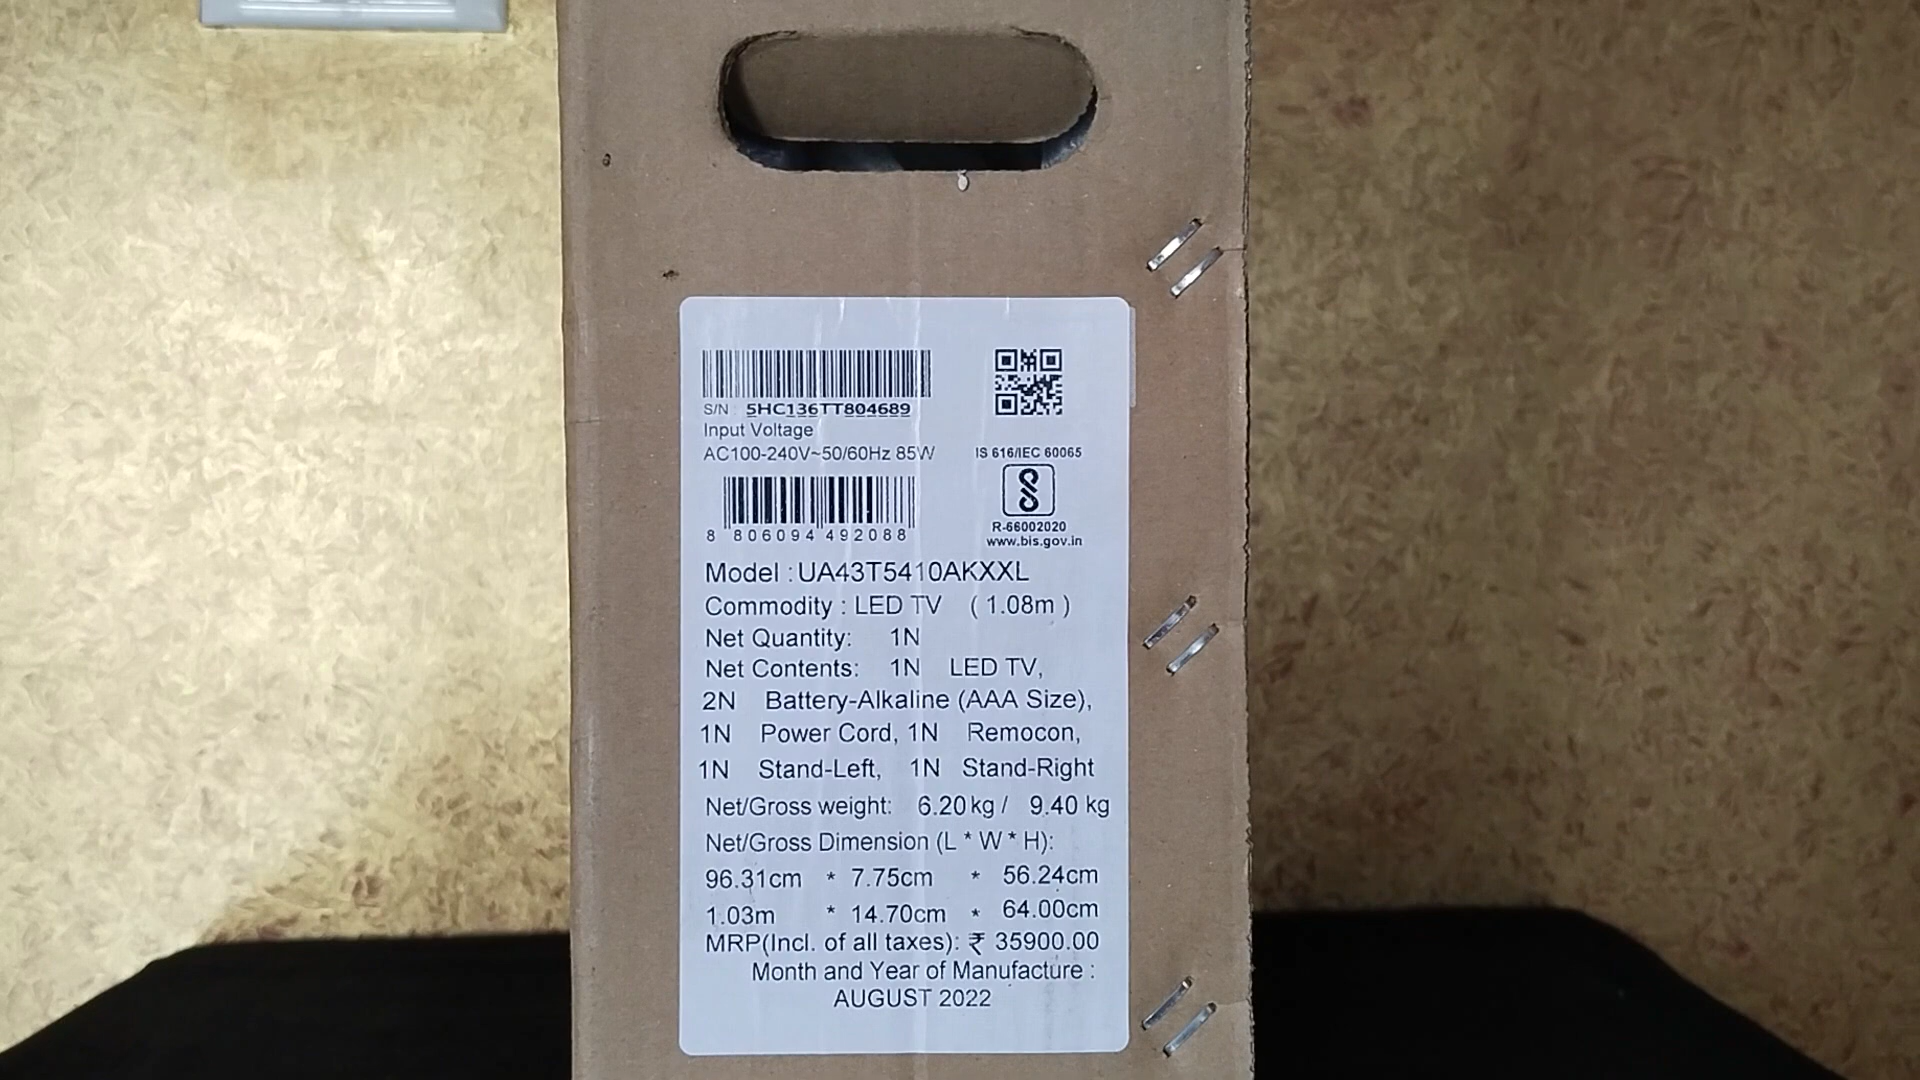 S/N : 5HC136TT804689
Input Voltage
AC100-240V~50/60Hz 85W
IS 616/IEC 60065
R-66002020
www.bis.gov.in
8 806094 492088
Model : UA43T5410AKXXL
Commodity : LED TV ( 1.08m )
Net Quantity: 1N
Net Contents: 1N LED TV,
2N Battery-Alkaline (AAA Size),
1N Power Cord, 1N Remocon,
1N Stand-Left, 1N Stand-Right
Net/Gross weight: 6.20 kg / 9.40 kg
Net/Gross Dimension (L * W * H):
96.31cm * 7.75cm * 56.24cm
1.03m * 14.70cm * 64.00cm
MRP(Incl. of all taxes): ₹ 35900.00
Month and Year of Manufacture :
AUGUST 2022